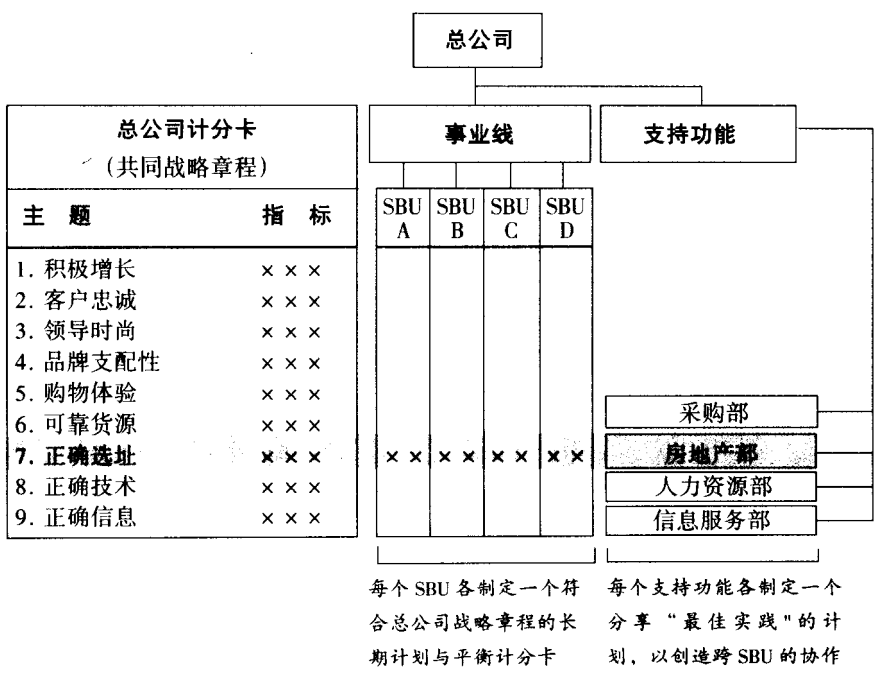 总公司
总公司计分卡
(共同战略章程)
事业线
支持功能
主 题 指 标
SBU A SBU B SBU C SBU D
1. 积极增长 × × ×
2. 客户忠诚 × × ×
3. 领导时尚 × × ×
4. 品牌支配性 × × ×
5. 购物体验 × × ×
6. 可靠货源 × × ×
7. 正确选址 × × × × × × × × × × ×
8. 正确技术 × × ×
9. 正确信息 × × ×
采购部
房地产部
人力资源部
信息服务部
每个 SBU 各制定一个符
合总公司战略章程的长
期计划与平衡计分卡
每个支持功能各制定一个
分享“最佳实践"的计
划，以创造跨 SBU 的协作